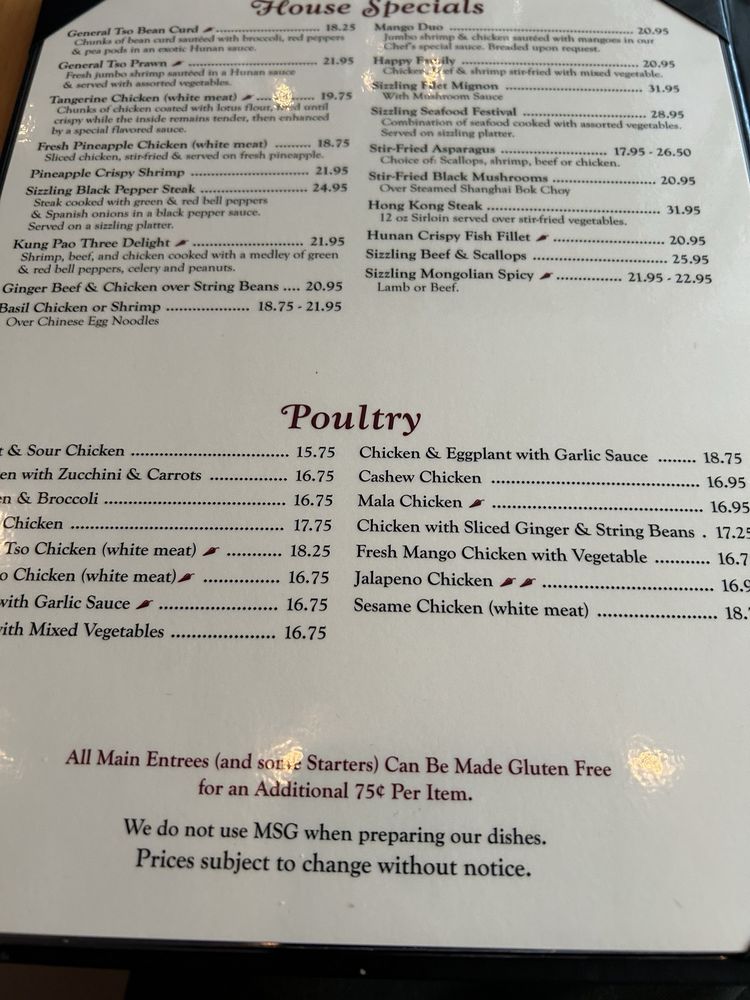 House Specials
General Tso Bean Curd ........ 18.25
Chunks of bean curd sautéed with broccoli, red peppers
& pea pods in an exotic Hunan sauce.
General Tso Prawn ........ 21.95
Fresh jumbo shrimp sautéed in a Hunan sauce
& served with assorted vegetables.
Tangerine Chicken (white meat) ........ 19.75
Chunks of chicken coated with lotus flour, until
crispy while the inside remains tender, then enhanced
by a special flavored sauce.
Fresh Pineapple Chicken (white meat) ........ 18.75
Sliced chicken, stir-fried & served on fresh pineapple.
Pineapple Crispy Shrimp ........ 21.95
Sizzling Black Pepper Steak ........ 24.95
Steak cooked with green & red bell peppers
& Spanish onions in a black pepper sauce.
Served on a sizzling platter.
Kung Pao Three Delight ........ 21.95
Shrimp, beef, and chicken cooked with a medley of green
& red bell peppers, celery and peanuts.
Ginger Beef & Chicken over String Beans .... 20.95
Basil Chicken or Shrimp ........ 18.75 - 21.95
Over Chinese Egg Noodles
Mango Duo ........ 20.95
Jumbo shrimp & chicken sautéed with mangoes in our
Chef's special sauce. Breaded upon request.
Happy Family ........ 20.95
Chicken, beef & shrimp stir-fried with mixed vegetable.
Sizzling Filet Mignon ........ 31.95
With Mushroom Sauce
Sizzling Seafood Festival ........ 28.95
Combination of seafood cooked with assorted vegetables.
Served on sizzling platter.
Stir-Fried Asparagus ........ 17.95 - 26.50
Choice of: Scallops, shrimp, beef or chicken.
Stir-Fried Black Mushrooms ........ 20.95
Over Steamed Shanghai Bok Choy
Hong Kong Steak ........ 31.95
12 oz Sirloin served over stir-fried vegetables.
Hunan Crispy Fish Fillet ........ 20.95
Sizzling Beef & Scallops ........ 25.95
Sizzling Mongolian Spicy ........ 21.95 - 22.95
Lamb or Beef.
Poultry
t & Sour Chicken ........ 15.75
en with Zucchini & Carrots ........ 16.75
n & Broccoli ........ 16.75
Chicken ........ 17.75
Tso Chicken (white meat) ........ 18.25
o Chicken (white meat) ........ 16.75
with Garlic Sauce ........ 16.75
with Mixed Vegetables ........ 16.75
Chicken & Eggplant with Garlic Sauce ........ 18.75
Cashew Chicken ........ 16.95
Mala Chicken ........ 16.95
Chicken with Sliced Ginger & String Beans . 17.25
Fresh Mango Chicken with Vegetable ........ 16.7
Jalapeno Chicken ........ 16.9
Sesame Chicken (white meat) ........ 18.
All Main Entrees (and some Starters) Can Be Made Gluten Free
for an Additional 75¢ Per Item.
We do not use MSG when preparing our dishes.
Prices subject to change without notice.